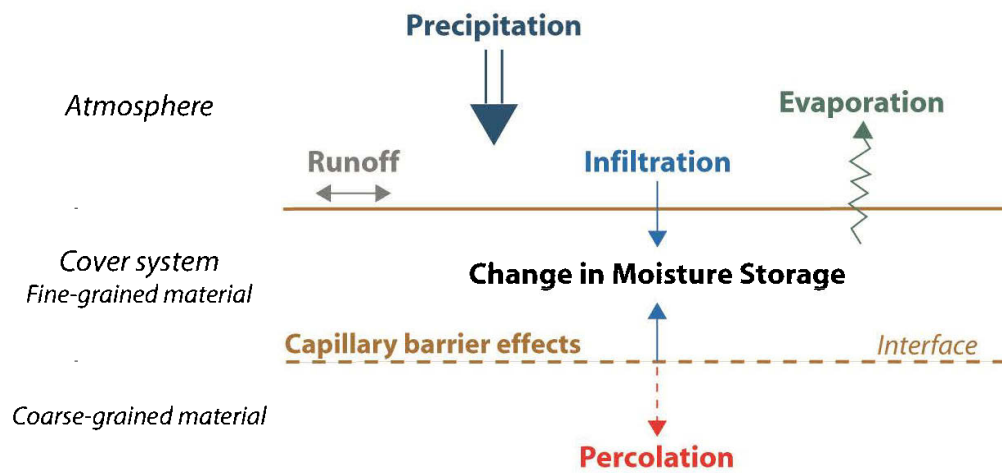 Precipitation
Atmosphere
Evaporation
Runoff
Infiltration
Cover system
Fine-grained material
Change in Moisture Storage
Capillary barrier effects
Interface
Coarse-grained material
Percolation